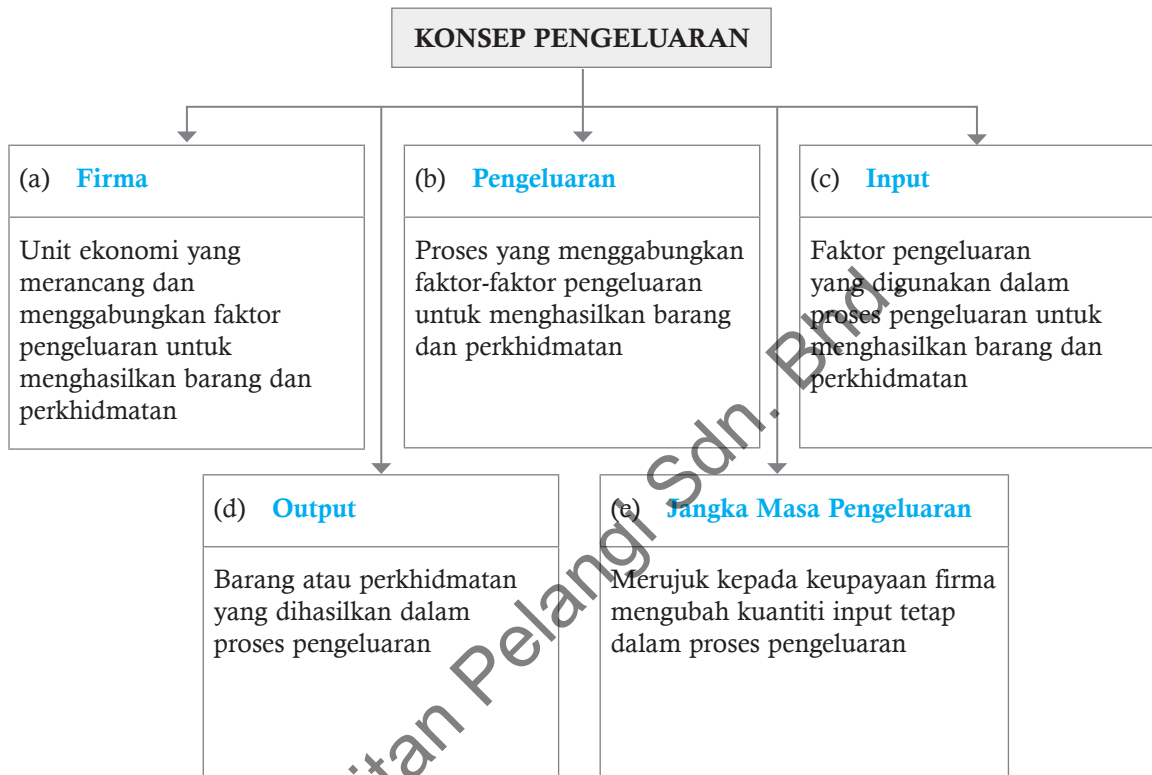 KONSEP PENGELUARAN
(a) Firma
Unit ekonomi yang
merancang dan
menggabungkan faktor
pengeluaran untuk
menghasilkan barang dan
perkhidmatan
(b) Pengeluaran
Proses yang menggabungkan
faktor-faktor pengeluaran
untuk menghasilkan barang
dan perkhidmatan
(c) Input
Faktor pengeluaran
yang digunakan dalam
proses pengeluaran untuk
menghasilkan barang dan
perkhidmatan
(d) Output
Barang atau perkhidmatan
yang dihasilkan dalam
proses pengeluaran
(e) Jangka Masa Pengeluaran
Merujuk kepada keupayaan firma
mengubah kuantiti input tetap
dalam proses pengeluaran
Pelangi Sdn. Bhd.